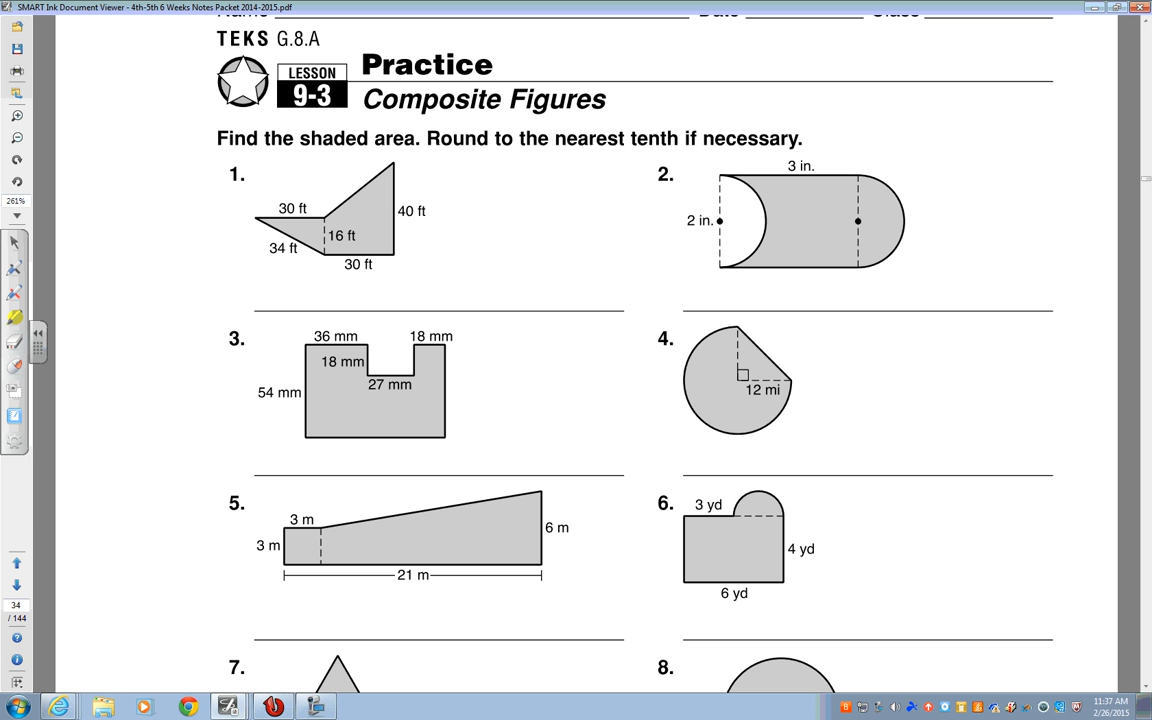 SMART Ink Document Viewer - 4th-5th 6 Weeks Notes Packet 2014-2015.pdf
Name Date Class
TEKS G.8.A
LESSON
9-3
Practice
Composite Figures
Find the shaded area. Round to the nearest tenth if necessary.
1.
30 ft
40 ft
16 ft
34 ft
30 ft
2.
3 in.
2 in.
3.
36 mm
18 mm
18 mm
27 mm
54 mm
4.
12 mi
5.
3 m
3 m
6 m
21 m
6.
3 yd
4 yd
6 yd
7.
8.
261%
34
/ 144
11:37 AM
2/26/2015